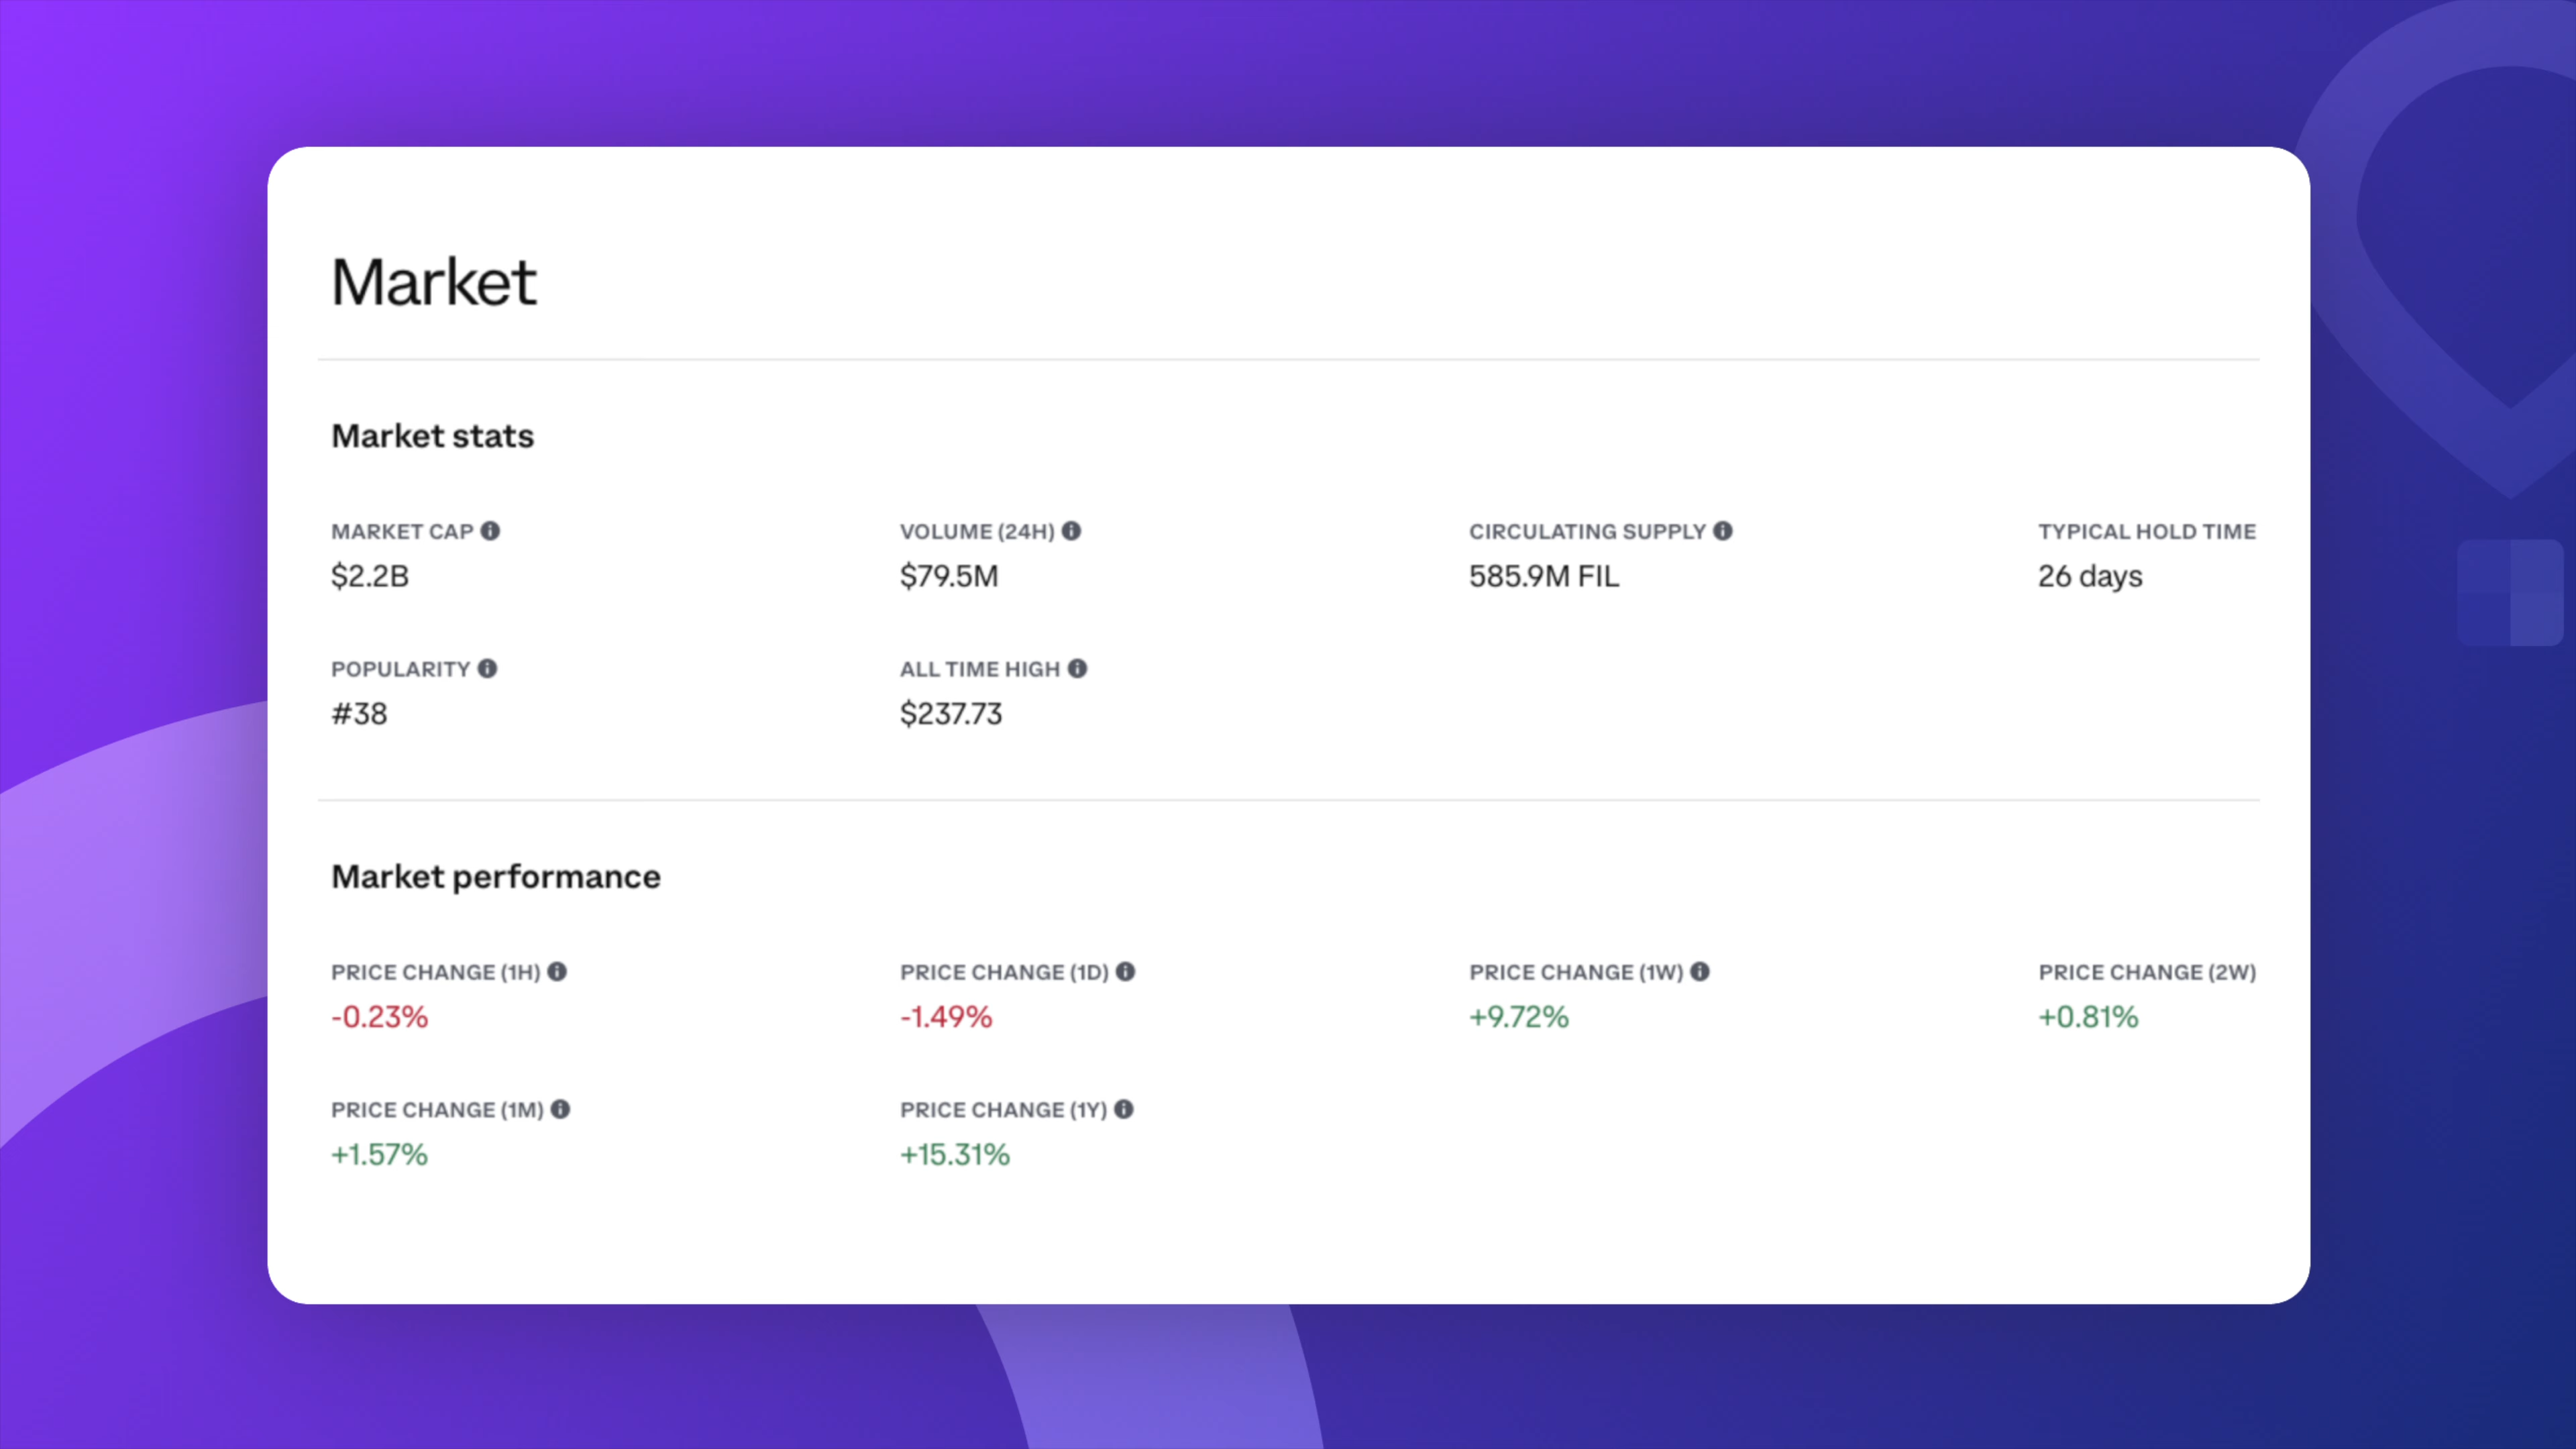 Market
Market stats
MARKET CAP
$2.2B
VOLUME (24H)
$79.5M
CIRCULATING SUPPLY
585.9M FIL
TYPICAL HOLD TIME
26 days
POPULARITY
#38
ALL TIME HIGH
$237.73
Market performance
PRICE CHANGE (1H)
-0.23%
PRICE CHANGE (1D)
-1.49%
PRICE CHANGE (1W)
+9.72%
PRICE CHANGE (2W)
+0.81%
PRICE CHANGE (1M)
+1.57%
PRICE CHANGE (1Y)
+15.31%